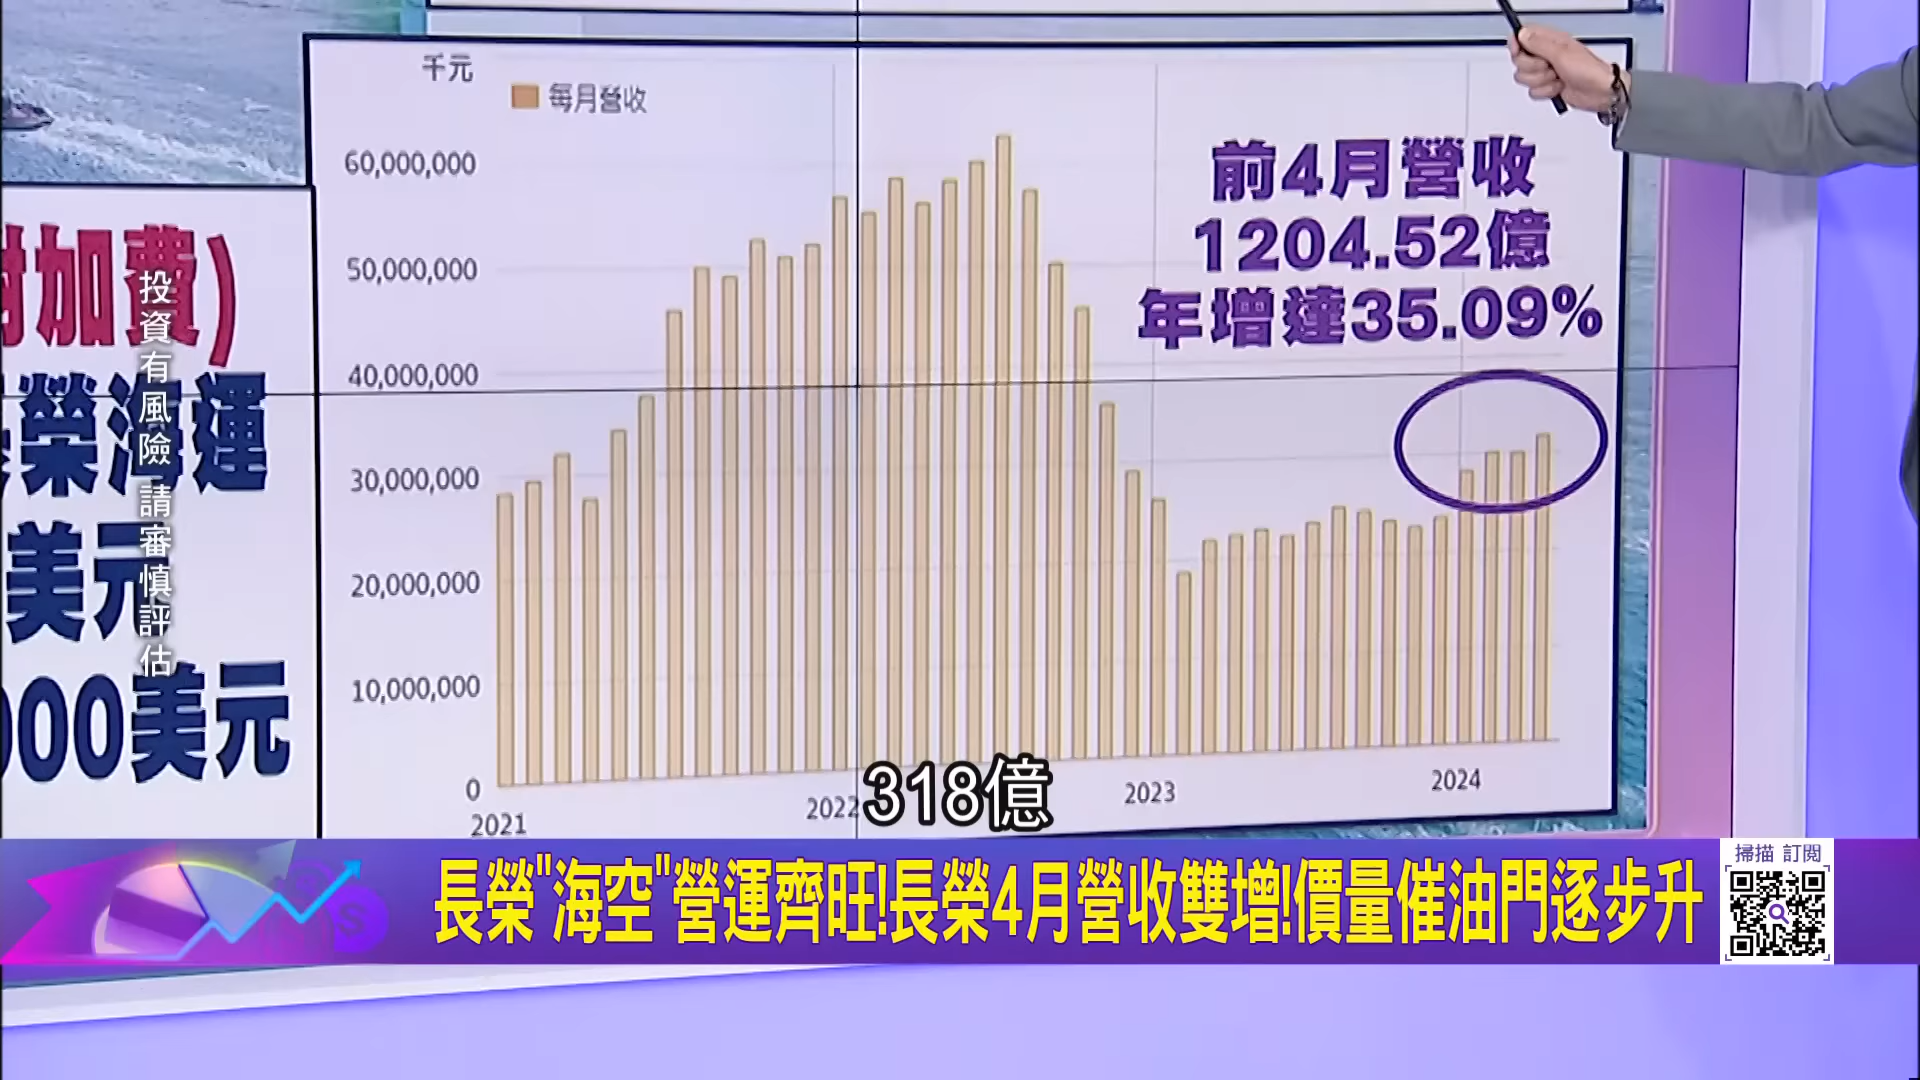 千元
每月營收
60,000,000
50,000,000
40,000,000
30,000,000
20,000,000
10,000,000
0
2021
2022
2023
2024
前4月營收
1204.52億
年增達35.09%
加費)
榮海運
美元
000美元
投資有風險 請審慎評估
318億
長榮"海空"營運齊旺!長榮4月營收雙增!價量催油門逐步升
掃描 訂閱